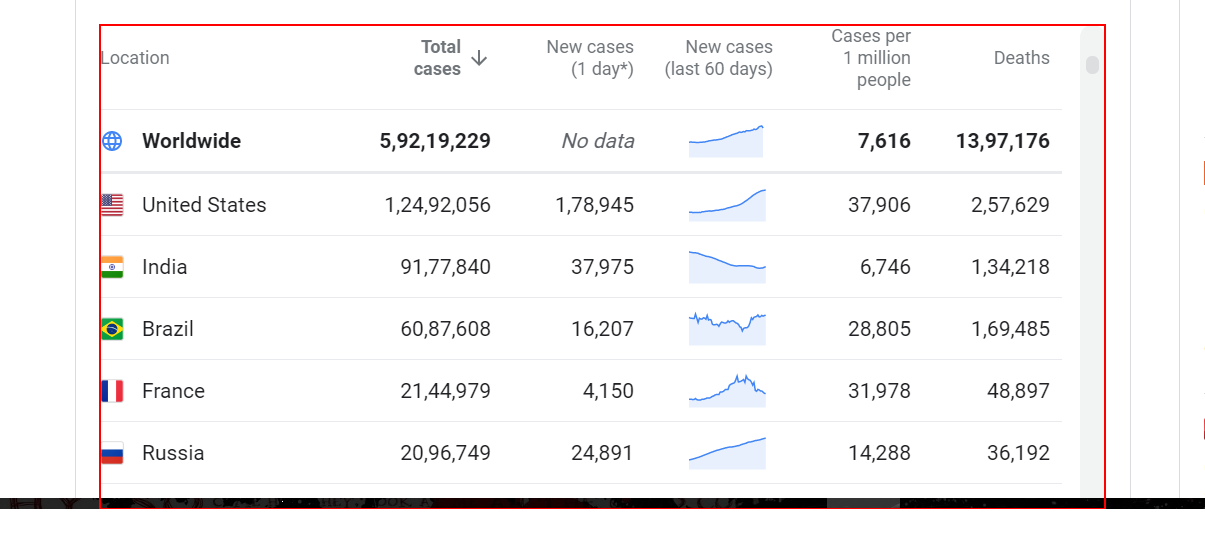 Location Total cases New cases (1 day*) New cases (last 60 days) Cases per 1 million people Deaths
Worldwide 5,92,19,229 No data 7,616 13,97,176
United States 1,24,92,056 1,78,945 37,906 2,57,629
India 91,77,840 37,975 6,746 1,34,218
Brazil 60,87,608 16,207 28,805 1,69,485
France 21,44,979 4,150 31,978 48,897
Russia 20,96,749 24,891 14,288 36,192